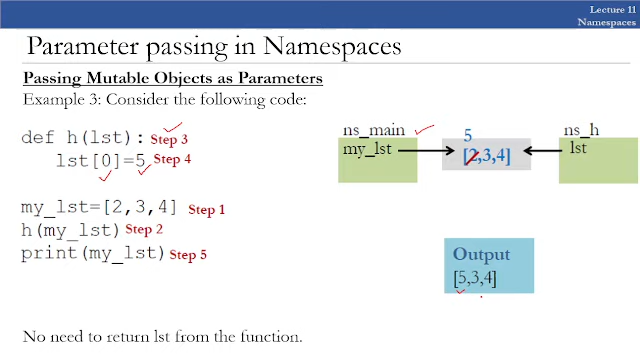 Lecture 11
Namespaces
Parameter passing in Namespaces
Passing Mutable Objects as Parameters
Example 3: Consider the following code:
def h(lst): Step 3
lst[0]=5 Step 4
my_lst=[2,3,4] Step 1
h(my_lst) Step 2
print(my_lst) Step 5
ns_main
my_lst
5
[2,3,4]
ns_h
lst
Output
[5,3,4]
No need to return lst from the function.